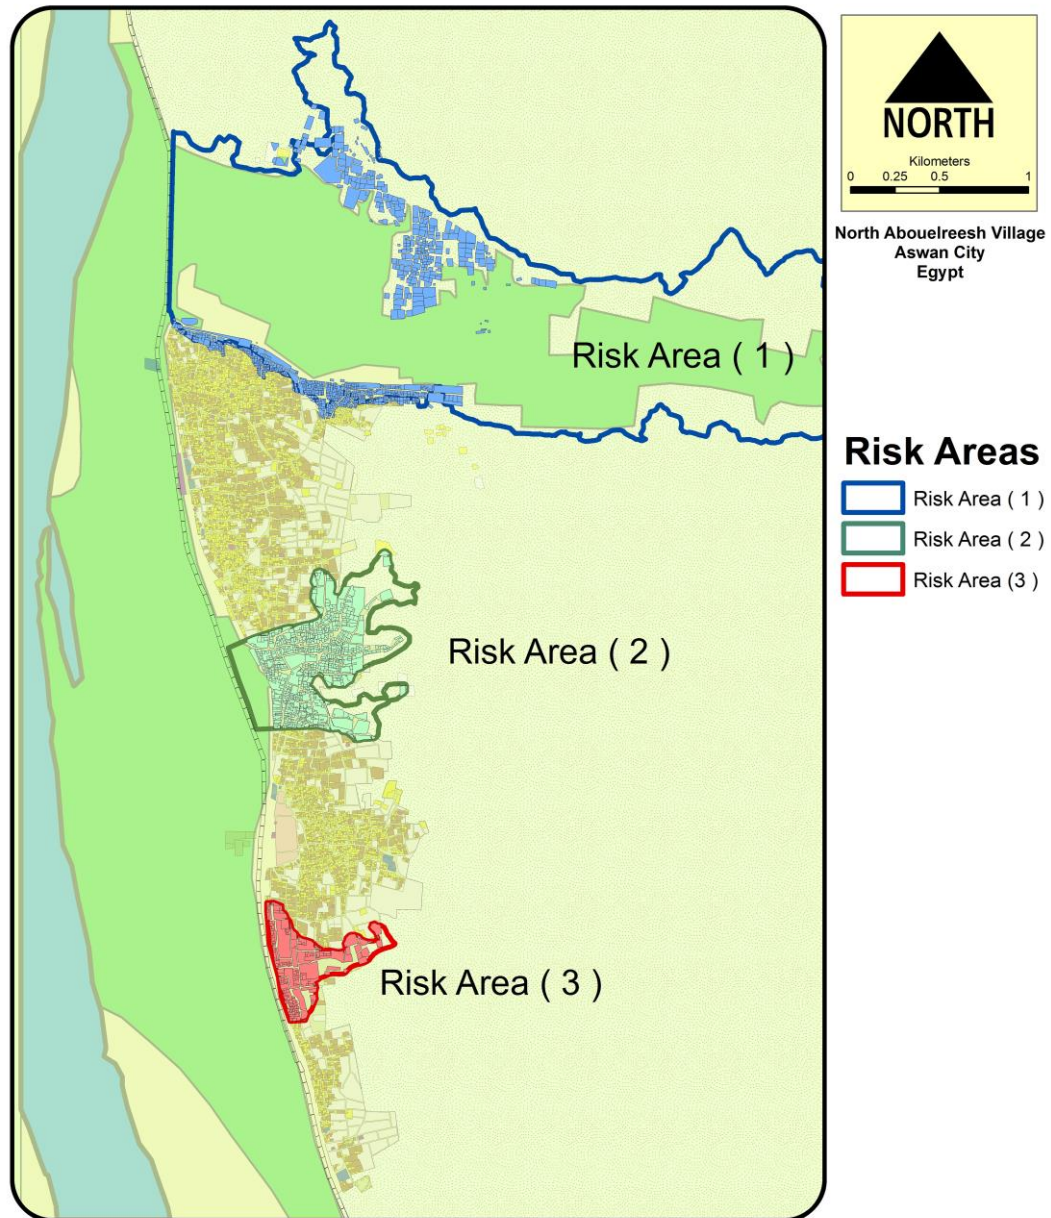 NORTH
Kilometers
0 0.25 0.5 1
North Abouelreesh Village
Aswan City
Egypt
Risk Area ( 1 )
Risk Areas
Risk Area ( 1 )
Risk Area ( 2 )
Risk Area (3 )
Risk Area ( 2 )
Risk Area ( 3 )